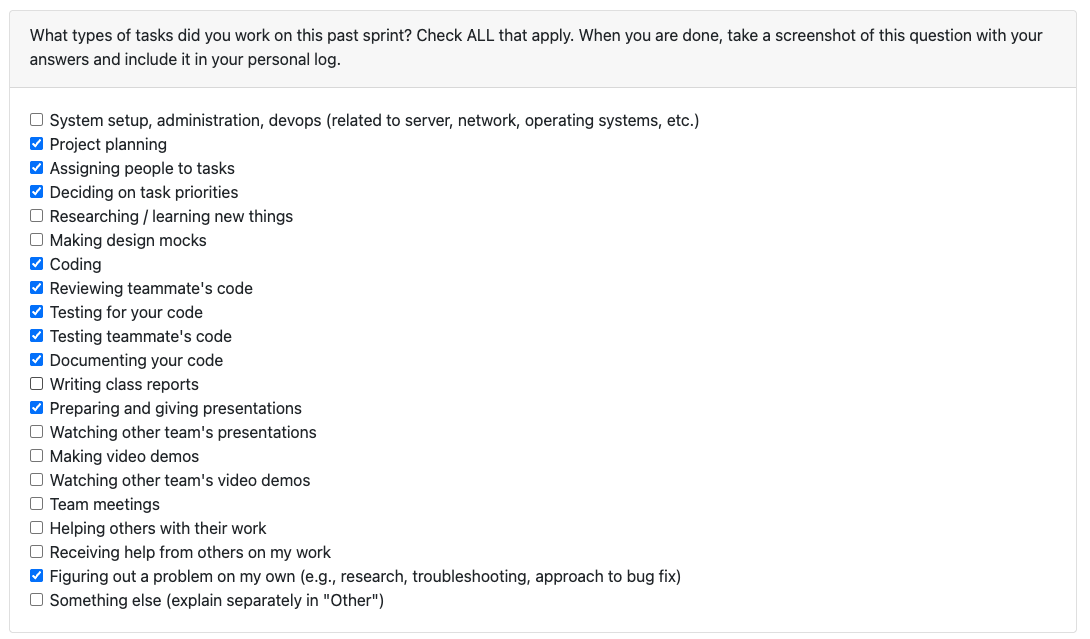 What types of tasks did you work on this past sprint? Check ALL that apply. When you are done, take a screenshot of this question with your
answers and include it in your personal log.
System setup, administration, devops (related to server, network, operating systems, etc.)
Project planning
Assigning people to tasks
Deciding on task priorities
Researching / learning new things
Making design mocks
Coding
Reviewing teammate's code
Testing for your code
Testing teammate's code
Documenting your code
Writing class reports
Preparing and giving presentations
Watching other team's presentations
Making video demos
Watching other team's video demos
Team meetings
Helping others with their work
Receiving help from others on my work
Figuring out a problem on my own (e.g., research, troubleshooting, approach to bug fix)
Something else (explain separately in "Other")